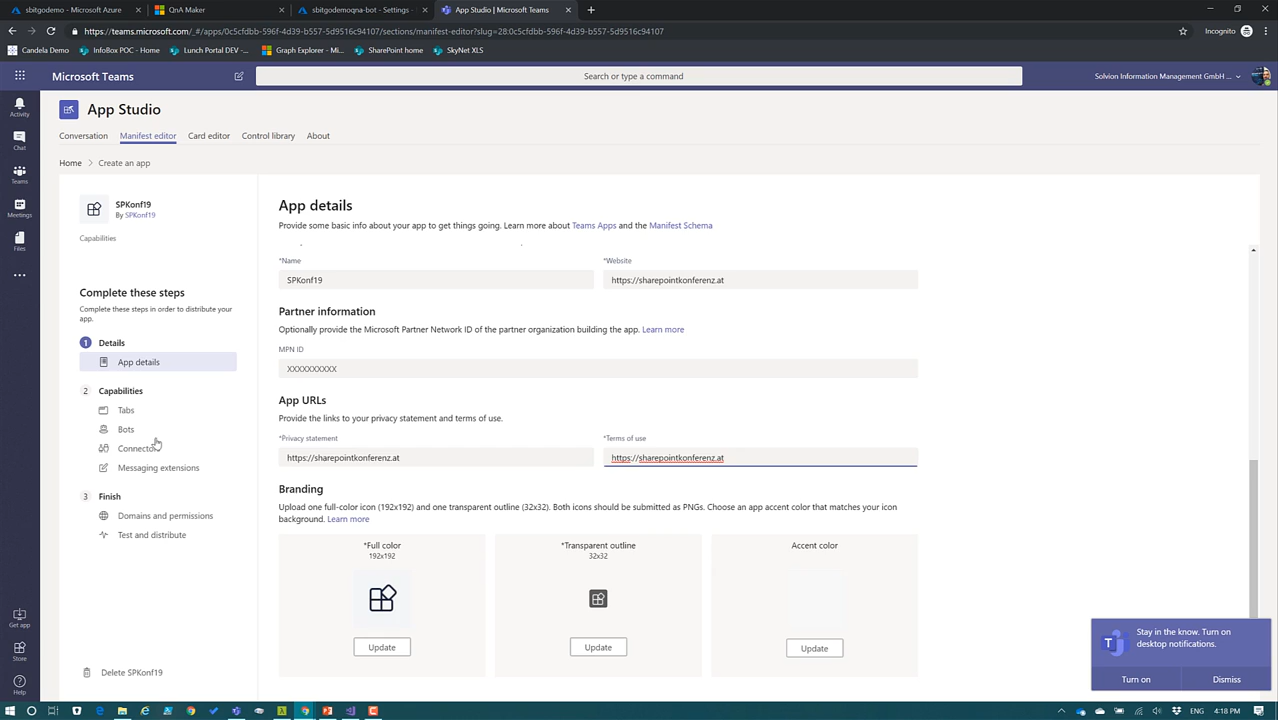 sbitgodemo - Microsoft Azure
QnA Maker
sbitgodemoqna-bot - Settings -
App Studio | Microsoft Teams
https://teams.microsoft.com/_#/apps/0c5cfdbb-596f-4d39-b557-5d9516c94107/sections/manifest-editor?slug=28:0c5cfdbb-596f-4d39-b557-5d9516c94107
Incognito
Candela Demo
InfoBox POC - Home
Lunch Portal DEV -...
Graph Explorer - Mi...
SharePoint home
SkyNet XLS
Microsoft Teams
Search or type a command
Solvion Information Management GmbH ...
Activity
Chat
Teams
Meetings
Files
Get app
Store
Help
App Studio
Conversation
Manifest editor
Card editor
Control library
About
Home > Create an app
SPKonf19
By SPKonf19
Capabilities
Complete these steps
Complete these steps in order to distribute your
app.
1 Details
App details
2 Capabilities
Tabs
Bots
Connectors
Messaging extensions
3 Finish
Domains and permissions
Test and distribute
Delete SPKonf19
App details
Provide some basic info about your app to get things going. Learn more about Teams Apps and the Manifest Schema
*Name
SPKonf19
*Website
https://sharepointkonferenz.at
Partner information
Optionally provide the Microsoft Partner Network ID of the partner organization building the app. Learn more
MPN ID
XXXXXXXXXX
App URLs
Provide the links to your privacy statement and terms of use.
*Privacy statement
https://sharepointkonferenz.at
*Terms of use
https://sharepointkonferenz.at
Branding
Upload one full-color icon (192x192) and one transparent outline (32x32). Both icons should be submitted as PNGs. Choose an app accent color that matches your icon
background. Learn more
*Full color
192x192
Update
*Transparent outline
32x32
Update
Accent color
Update
Stay in the know. Turn on
desktop notifications.
Turn on
Dismiss
ENG
4:18 PM